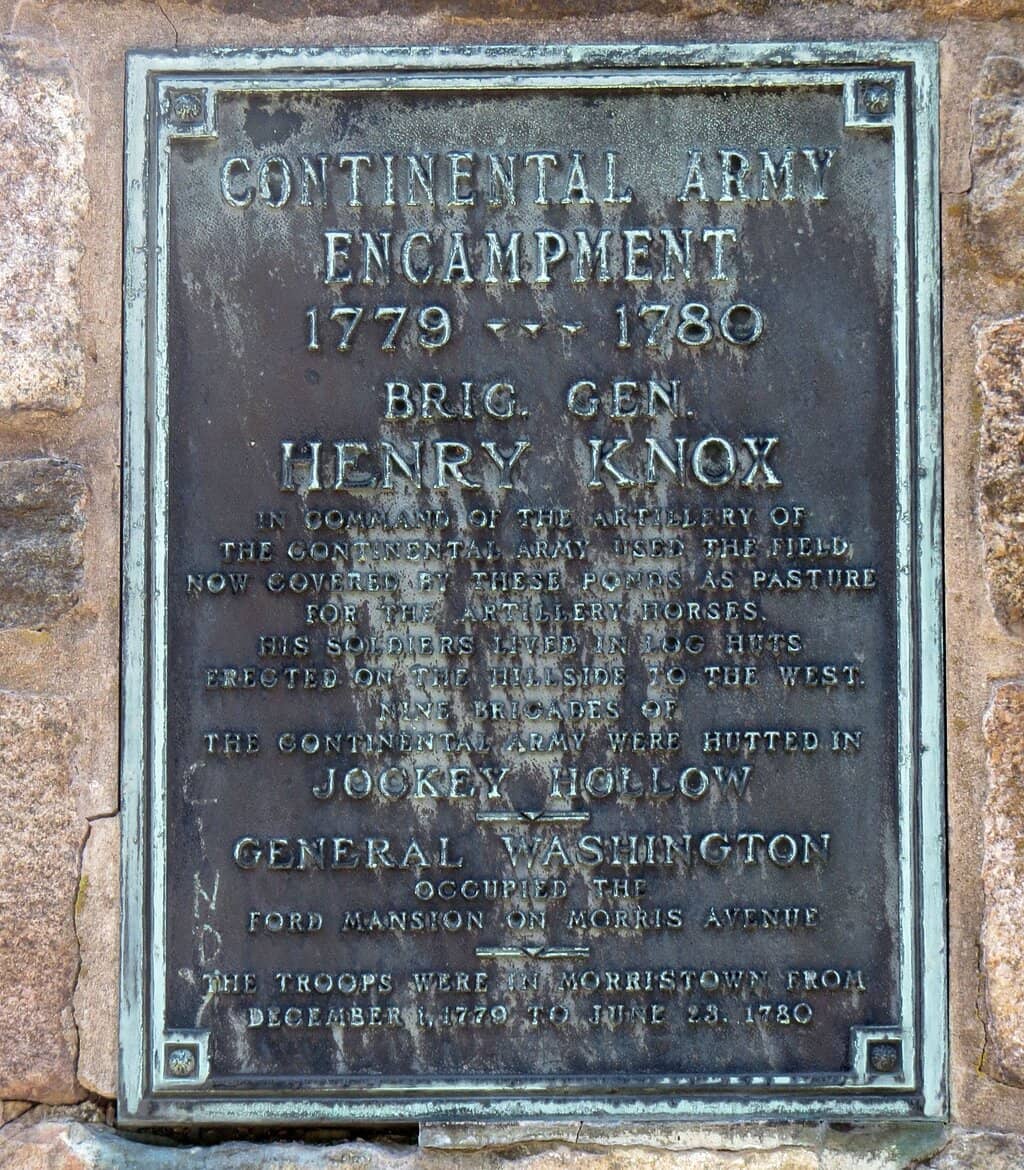 CONTINENTAL ARMY
ENCAMPMENT
1779 --- 1780
BRIG. GEN.
HENRY KNOX
IN COMMAND OF THE ARTILLERY OF
THE CONTINENTAL ARMY USED THE FIELD
NOW COVERED BY THESE PONDS AS PASTURE
FOR THE ARTILLERY HORSES.
HIS SOLDIERS LIVED IN LOG HUTS
ERECTED ON THE HILLSIDE TO THE WEST.
NINE BRIGADES OF
THE CONTINENTAL ARMY WERE HUTTED IN
JOCKEY HOLLOW
GENERAL WASHINGTON
OCCUPIED THE
FORD MANSION ON MORRIS AVENUE
THE TROOPS WERE IN MORRISTOWN FROM
DECEMBER 1, 1779 TO JUNE 23, 1780